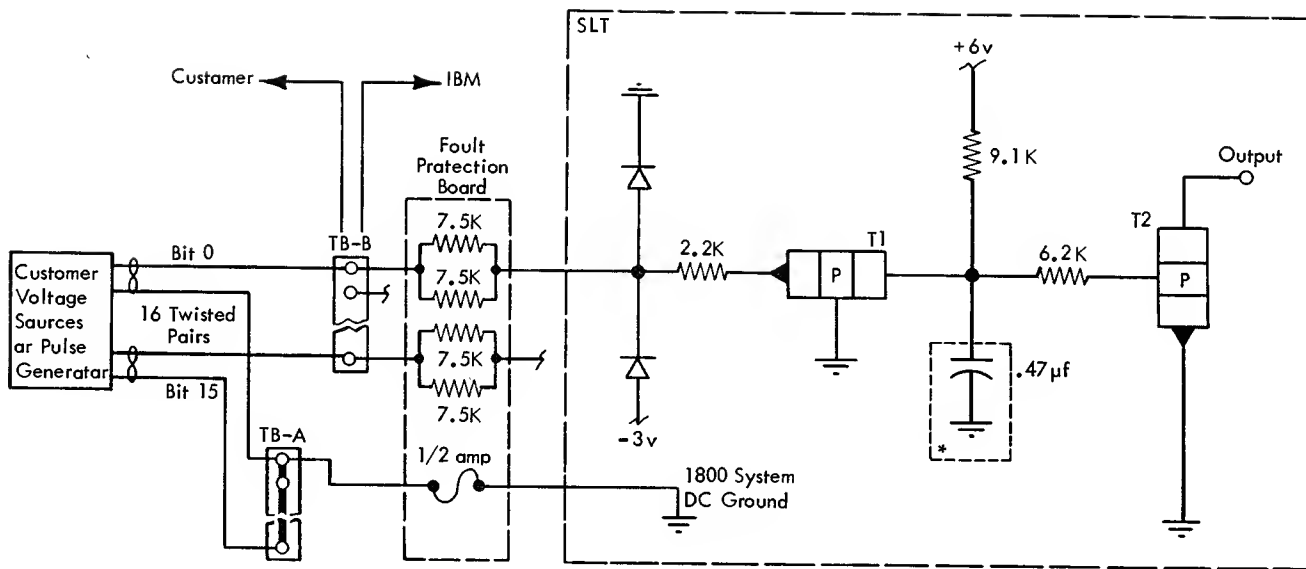 SLT
+6v
Custamer
IBM
9.1K
Foult
Pratection
Board
Output
7.5K
T2
TB-B
2.2K
T1
6.2K
Bit 0
P
P
Customer
Voltage
Saurces
ar Pulse
Generatar
7.5K
16 Twisted
Pairs
7.5K
.47µf
Bit 15
7.5K
*
-3v
TB-A
1/2 amp
1800 System
DC Ground